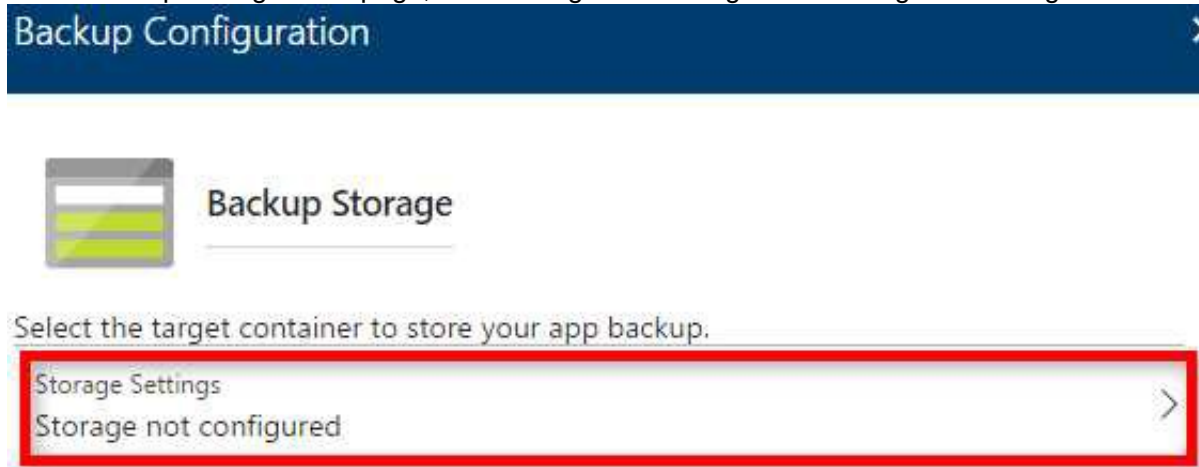 Backup Configuration
Backup Storage
Select the target container to store your app backup.
Storage Settings
Storage not configured